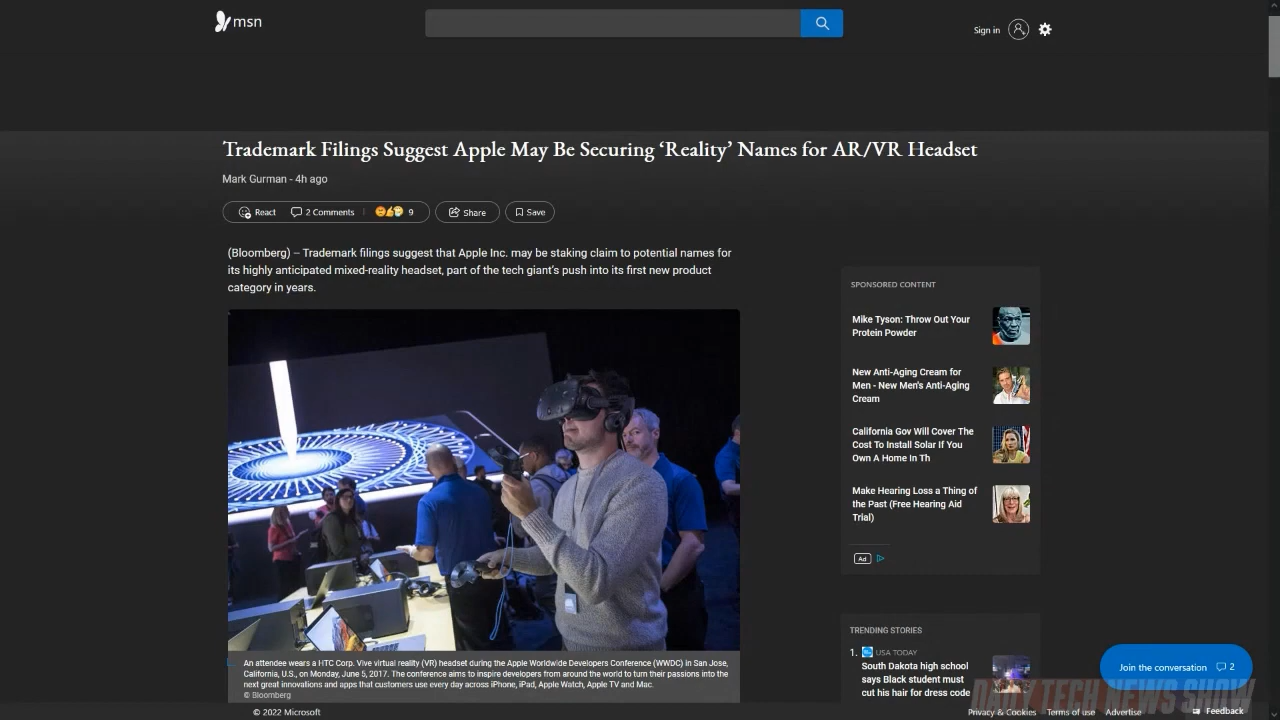 msn
Sign in
Trademark Filings Suggest Apple May Be Securing ‘Reality’ Names for AR/VR Headset
Mark Gurman - 4h ago
React
2 Comments
9
Share
Save
(Bloomberg) -- Trademark filings suggest that Apple Inc. may be staking claim to potential names for
its highly anticipated mixed-reality headset, part of the tech giant's push into its first new product
category in years.
An attendee wears a HTC Corp. Vive virtual reality (VR) headset during the Apple Worldwide Developers Conference (WWDC) in San Jose,
California, U.S., on Monday, June 5, 2017. The conference aims to inspire developers from around the world to turn their passions into the
next great innovations and apps that customers use every day across iPhone, iPad, Apple Watch, Apple TV and Mac.
© Bloomberg
SPONSORED CONTENT
Mike Tyson: Throw Out Your
Protein Powder
New Anti-Aging Cream for
Men - New Men's Anti-Aging
Cream
California Gov Will Cover The
Cost To Install Solar If You
Own A Home In Th
Make Hearing Loss a Thing of
the Past (Free Hearing Aid
Trial)
Ad
TRENDING STORIES
1. USA TODAY
South Dakota high school
says Black student must
cut his hair for dress code
Join the conversation 2
DAILY TECH NEWS SHOW
© 2022 Microsoft
Privacy & Cookies
Terms of use
Advertise
Feedback